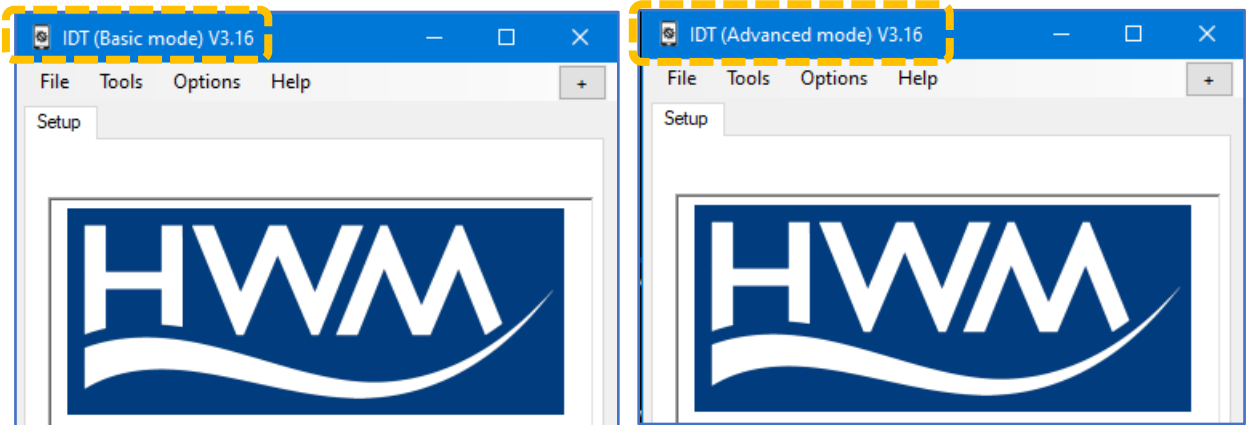 IDT (Basic mode) V3.16
File Tools Options Help +
Setup
HWM
IDT (Advanced mode) V3.16
File Tools Options Help +
Setup
HWM